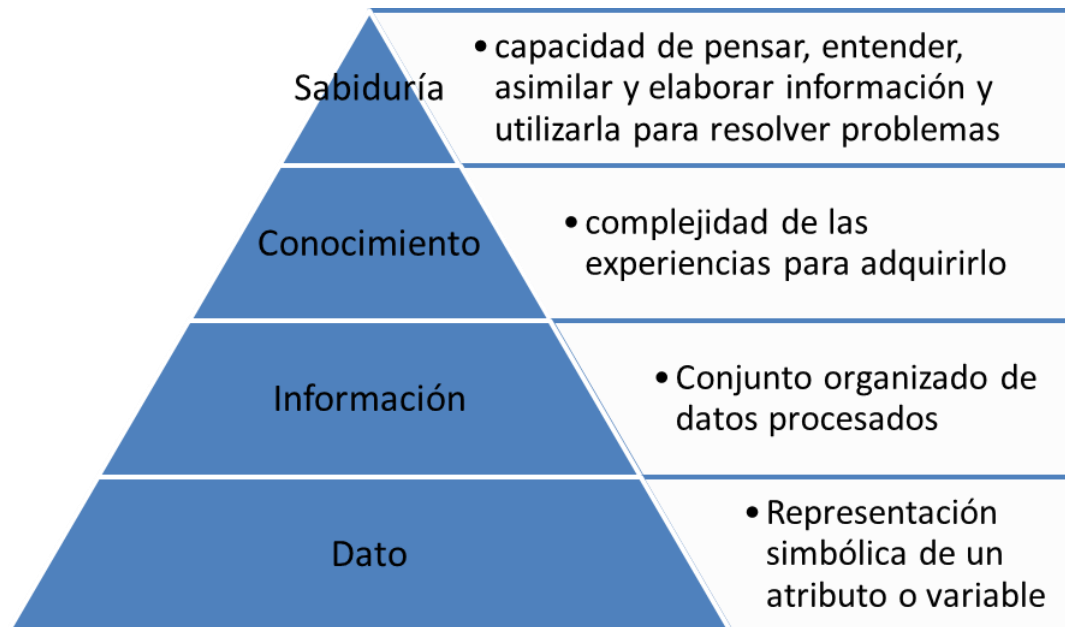 Sabiduría
• capacidad de pensar, entender,
asimilar y elaborar información y
utilizarla para resolver problemas
Conocimiento
• complejidad de las
experiencias para adquirirlo
Información
• Conjunto organizado de
datos procesados
Dato
• Representación
simbólica de un
atributo o variable